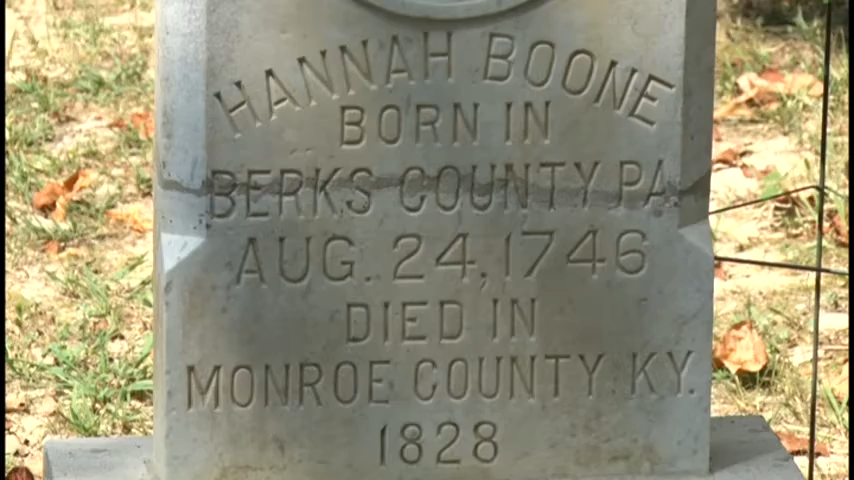 HANNAH BOONE
BORN IN
BERKS COUNTY PA.
AUG. 24, 1746
DIED IN
MONROE COUNTY KY.
1828